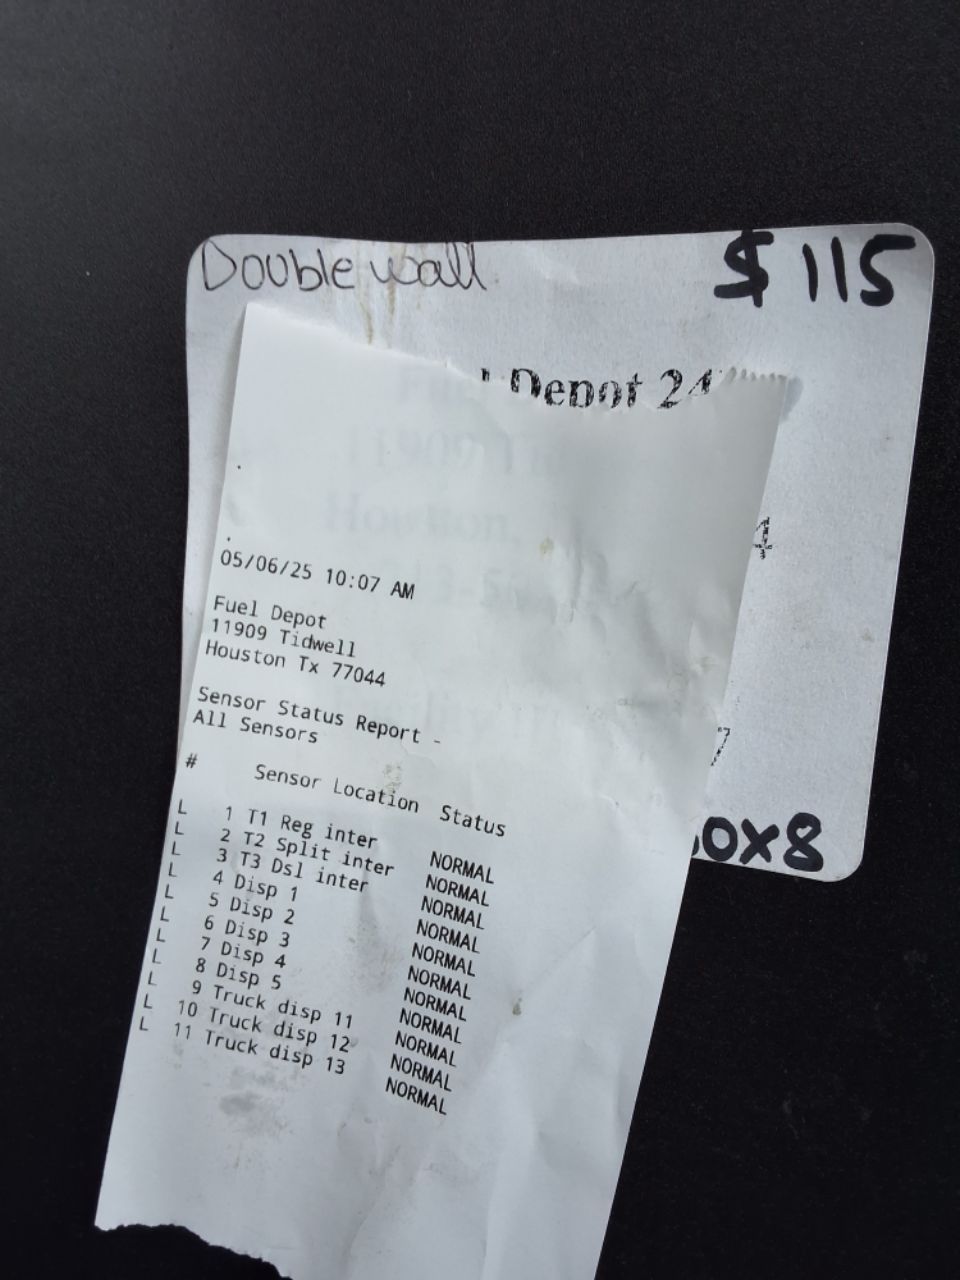 Double wall $115
Depot 24
05/06/25 10:07 AM
Fuel Depot
11909 Tidwell
Houston Tx 77044
Sensor Status Report -
All Sensors
# Sensor Location Status
L 1 T1 Reg inter NORMAL
L 2 T2 Split inter NORMAL
L 3 T3 Dsl inter NORMAL
L 4 Disp 1 NORMAL
L 5 Disp 2 NORMAL
L 6 Disp 3 NORMAL
L 7 Disp 4 NORMAL
L 8 Disp 5 NORMAL
L 9 Truck disp 11 NORMAL
L 10 Truck disp 12 NORMAL
L 11 Truck disp 13 NORMAL
0x8